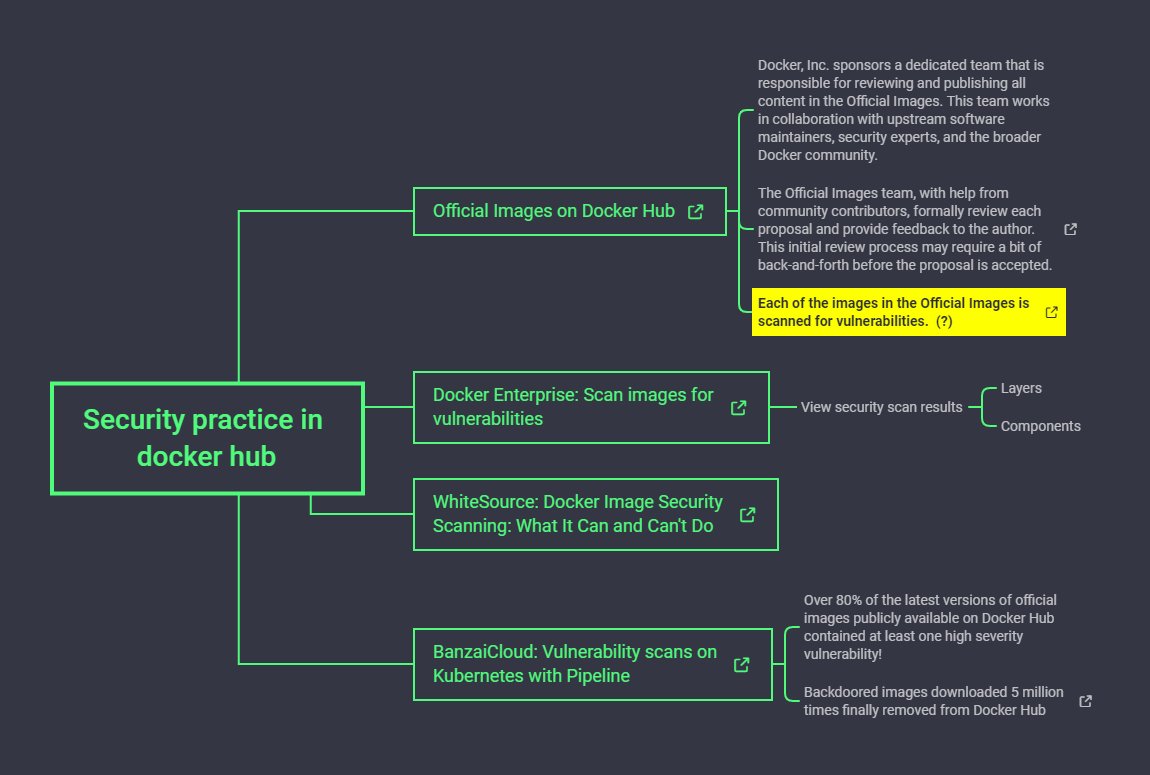 Docker, Inc. sponsors a dedicated team that is
responsible for reviewing and publishing all
content in the Official Images. This team works
in collaboration with upstream software
maintainers, security experts, and the broader
Docker community.
Official Images on Docker Hub
The Official Images team, with help from
community contributors, formally review each
proposal and provide feedback to the author.
This initial review process may require a bit of
back-and-forth before the proposal is accepted.
Each of the images in the Official Images is
scanned for vulnerabilities. (?)
Security practice in
docker hub
Docker Enterprise: Scan images for
vulnerabilities
View security scan results
Layers
Components
WhiteSource: Docker Image Security
Scanning: What It Can and Can't Do
BanzaiCloud: Vulnerability scans on
Kubernetes with Pipeline
Over 80% of the latest versions of official
images publicly available on Docker Hub
contained at least one high severity
vulnerability!
Backdoored images downloaded 5 million
times finally removed from Docker Hub